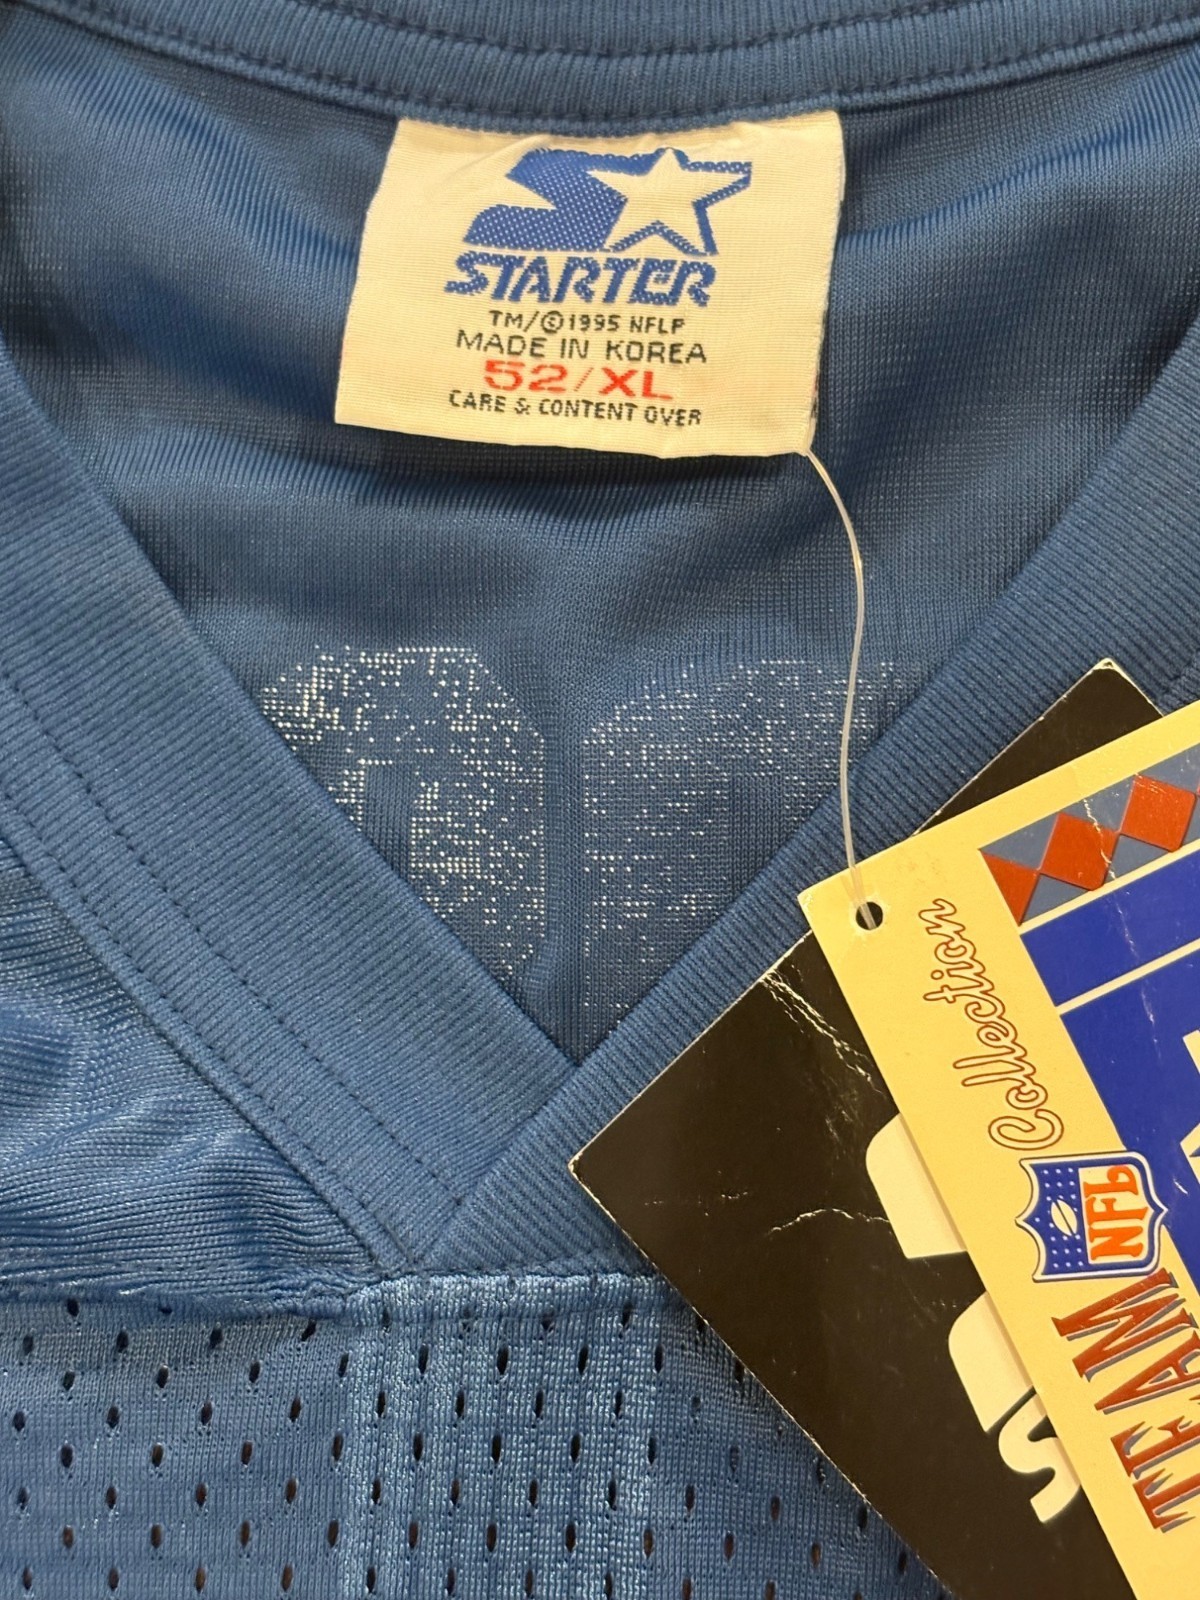 STARTER
TM/©1995 NFLP
MADE IN KOREA
52/XL
CARE & CONTENT OVER
Collection
NFL
TEAM